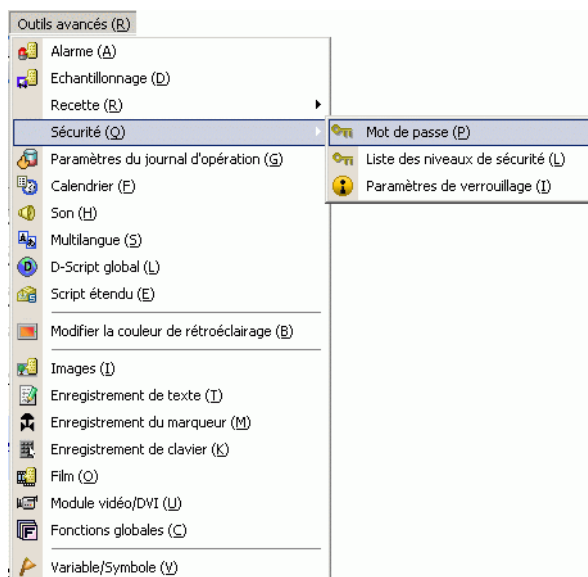 Outils avancés (R)
Alarme (A)
Echantillonnage (D)
Recette (R)
Sécurité (Q)
Mot de passe (P)
Liste des niveaux de sécurité (L)
Paramètres de verrouillage (I)
Paramètres du journal d'opération (G)
Calendrier (F)
Son (H)
Multilangue (S)
D-Script global (L)
Script étendu (E)
Modifier la couleur de rétroéclairage (B)
Images (I)
Enregistrement de texte (T)
Enregistrement du marqueur (M)
Enregistrement de clavier (K)
Film (O)
Module vidéo/DVI (U)
Fonctions globales (C)
Variable/Symbole (V)